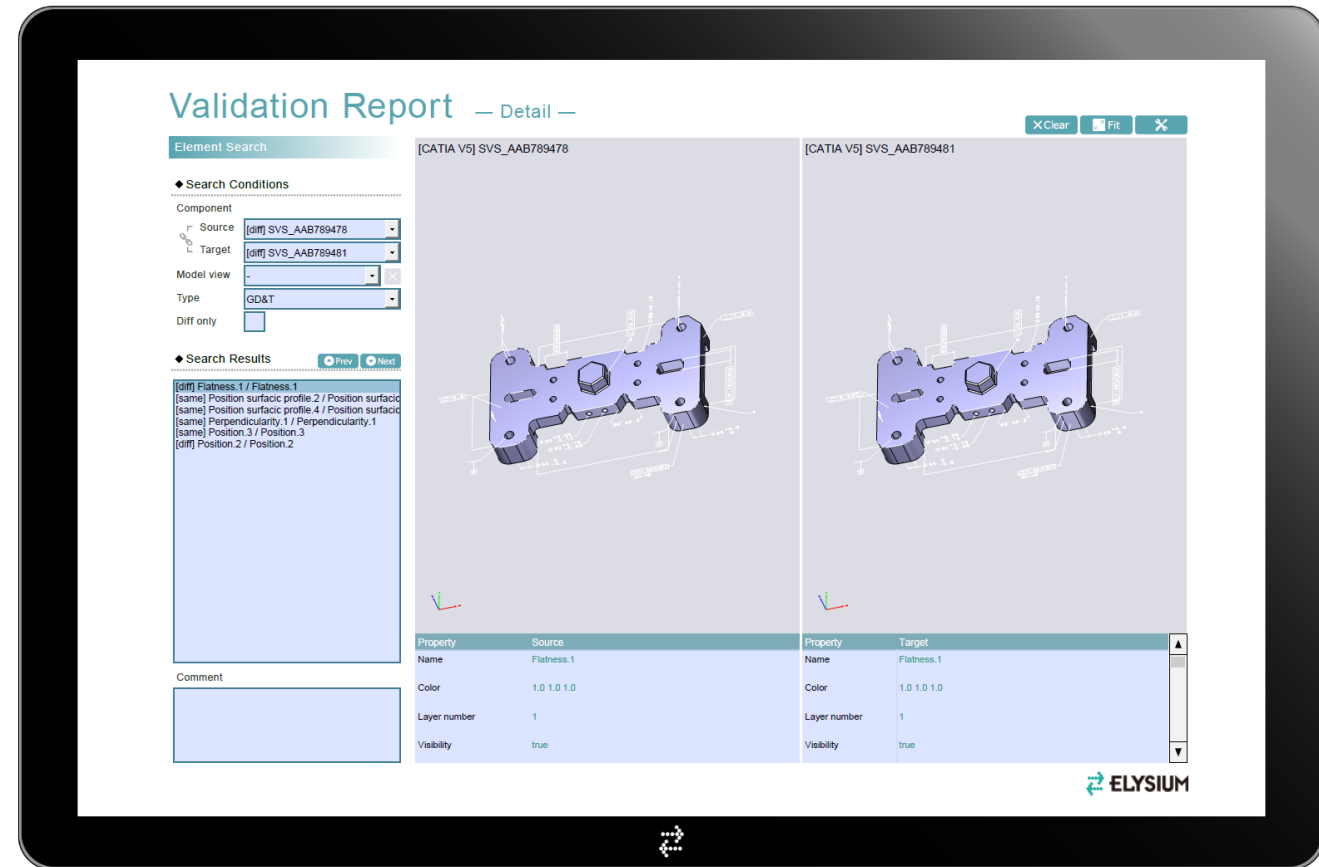 Validation Report — Detail —
✕Clear
Fit
Element Search
◆ Search Conditions
Component
Source
[diff] SVS_AAB789478
Target
[diff] SVS_AAB789481
Model view
-
Type
GD&T
Diff only
◆ Search Results
Prev
Next
[diff] Flatness.1 / Flatness.1
[same] Position surfacic profile.2 / Position surfacic
[same] Position surfacic profile.4 / Position surfacic
[same] Perpendicularity.1 / Perpendicularity.1
[same] Position.3 / Position.3
[diff] Position.2 / Position.2
Comment
[CATIA V5] SVS_AAB789478
[CATIA V5] SVS_AAB789481
Property Source
Name Flatness.1
Color 1.0 1.0 1.0
Layer number 1
Visibility true
Property Target
Name Flatness.1
Color 1.0 1.0 1.0
Layer number 1
Visibility true
ELYSIUM